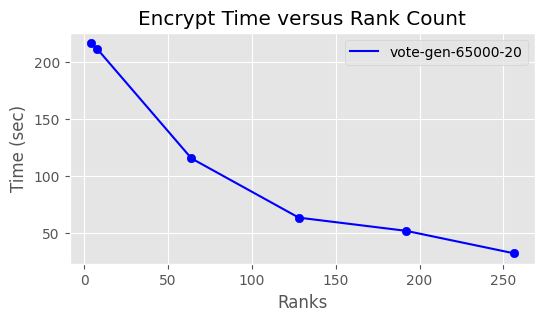 Encrypt Time versus Rank Count
vote-gen-65000-20
Time (sec)
200
150
100
50
0 50 100 150 200 250
Ranks